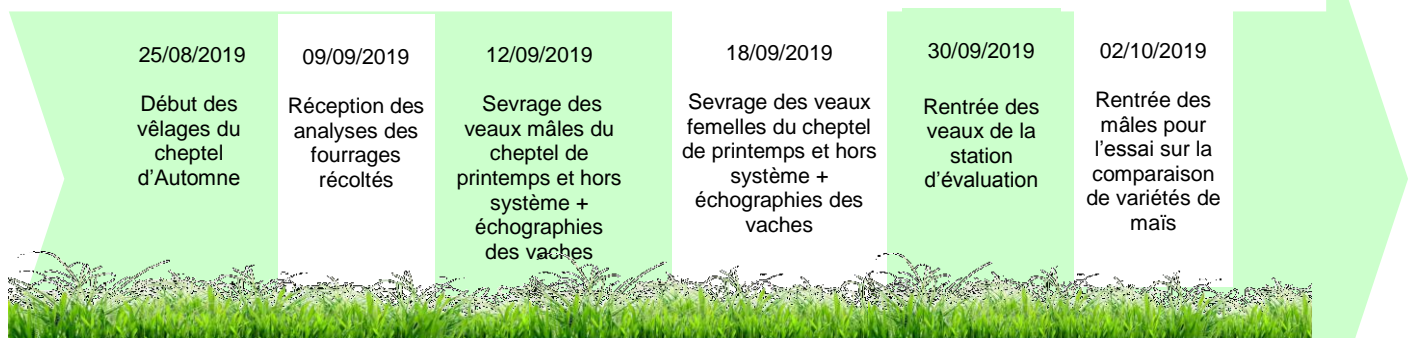 25/08/2019
Début des
vêlages du
cheptel
d'Automne
09/09/2019
Réception des
analyses des
fourrages
récoltés
12/09/2019
Sevrage des
veaux mâles du
cheptel de
printemps et hors
système +
échographies
des vaches
18/09/2019
Sevrage des veaux
femelles du cheptel
de printemps et hors
système +
échographies des
vaches
30/09/2019
Rentrée des
veaux de la
station
d'évaluation
02/10/2019
Rentrée des
mâles pour
l'essai sur la
comparaison
de variétés de
maïs